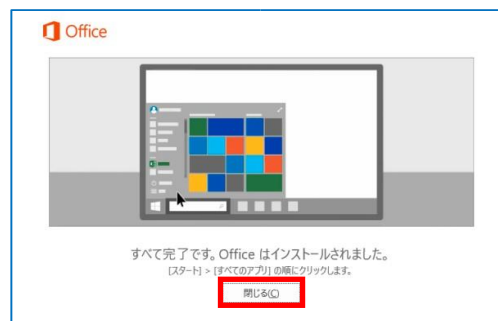 Office
すべて完了です。Office はインストールされました。
[スタート] > [すべてのアプリ] の順にクリックします。
閉じる(C)